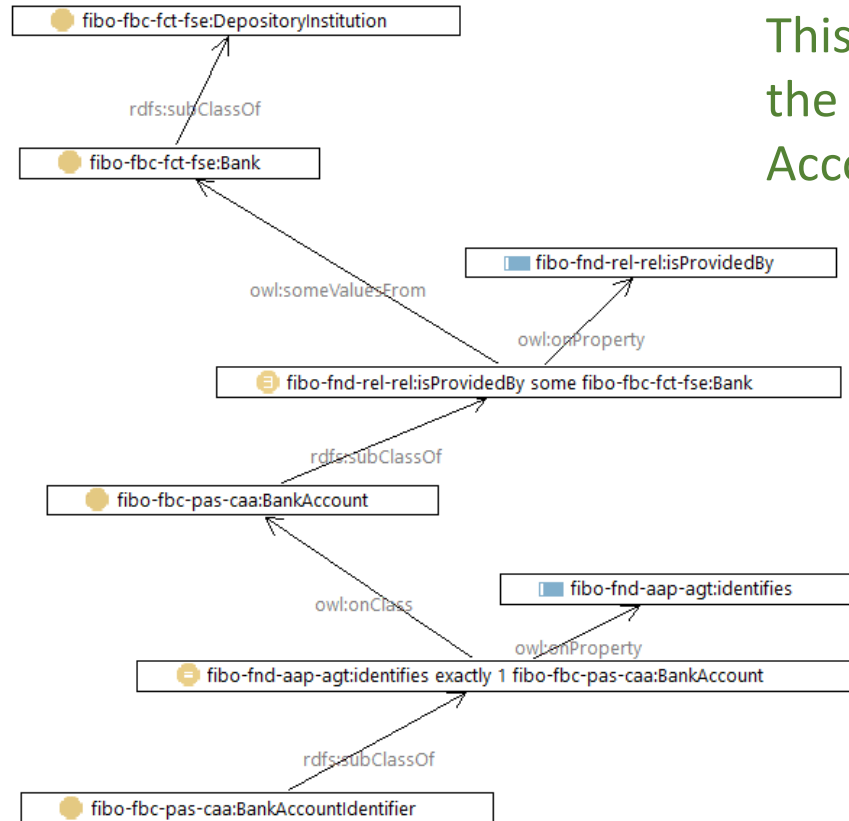 fibo-fbc-fct-fse:DepositoryInstitution
This
the
rdfs:subClassOf
fibo-fbc-fct-fse:Bank
fibo-fnd-rel-rel:isProvidedBy
owl:someValuesFrom
owl:onProperty
fibo-fnd-rel-rel:isProvidedBy some fibo-fbc-fct-fse:Bank
rdfs:subClassOf
fibo-fbc-pas-caa:BankAccount
fibo-fnd-aap-agt:identifies
owl:onClass
owl:onProperty
fibo-fnd-aap-agt:identifies exactly 1 fibo-fbc-pas-caa:BankAccount
rdfs:subClassOf
fibo-fbc-pas-caa:BankAccountIdentifier